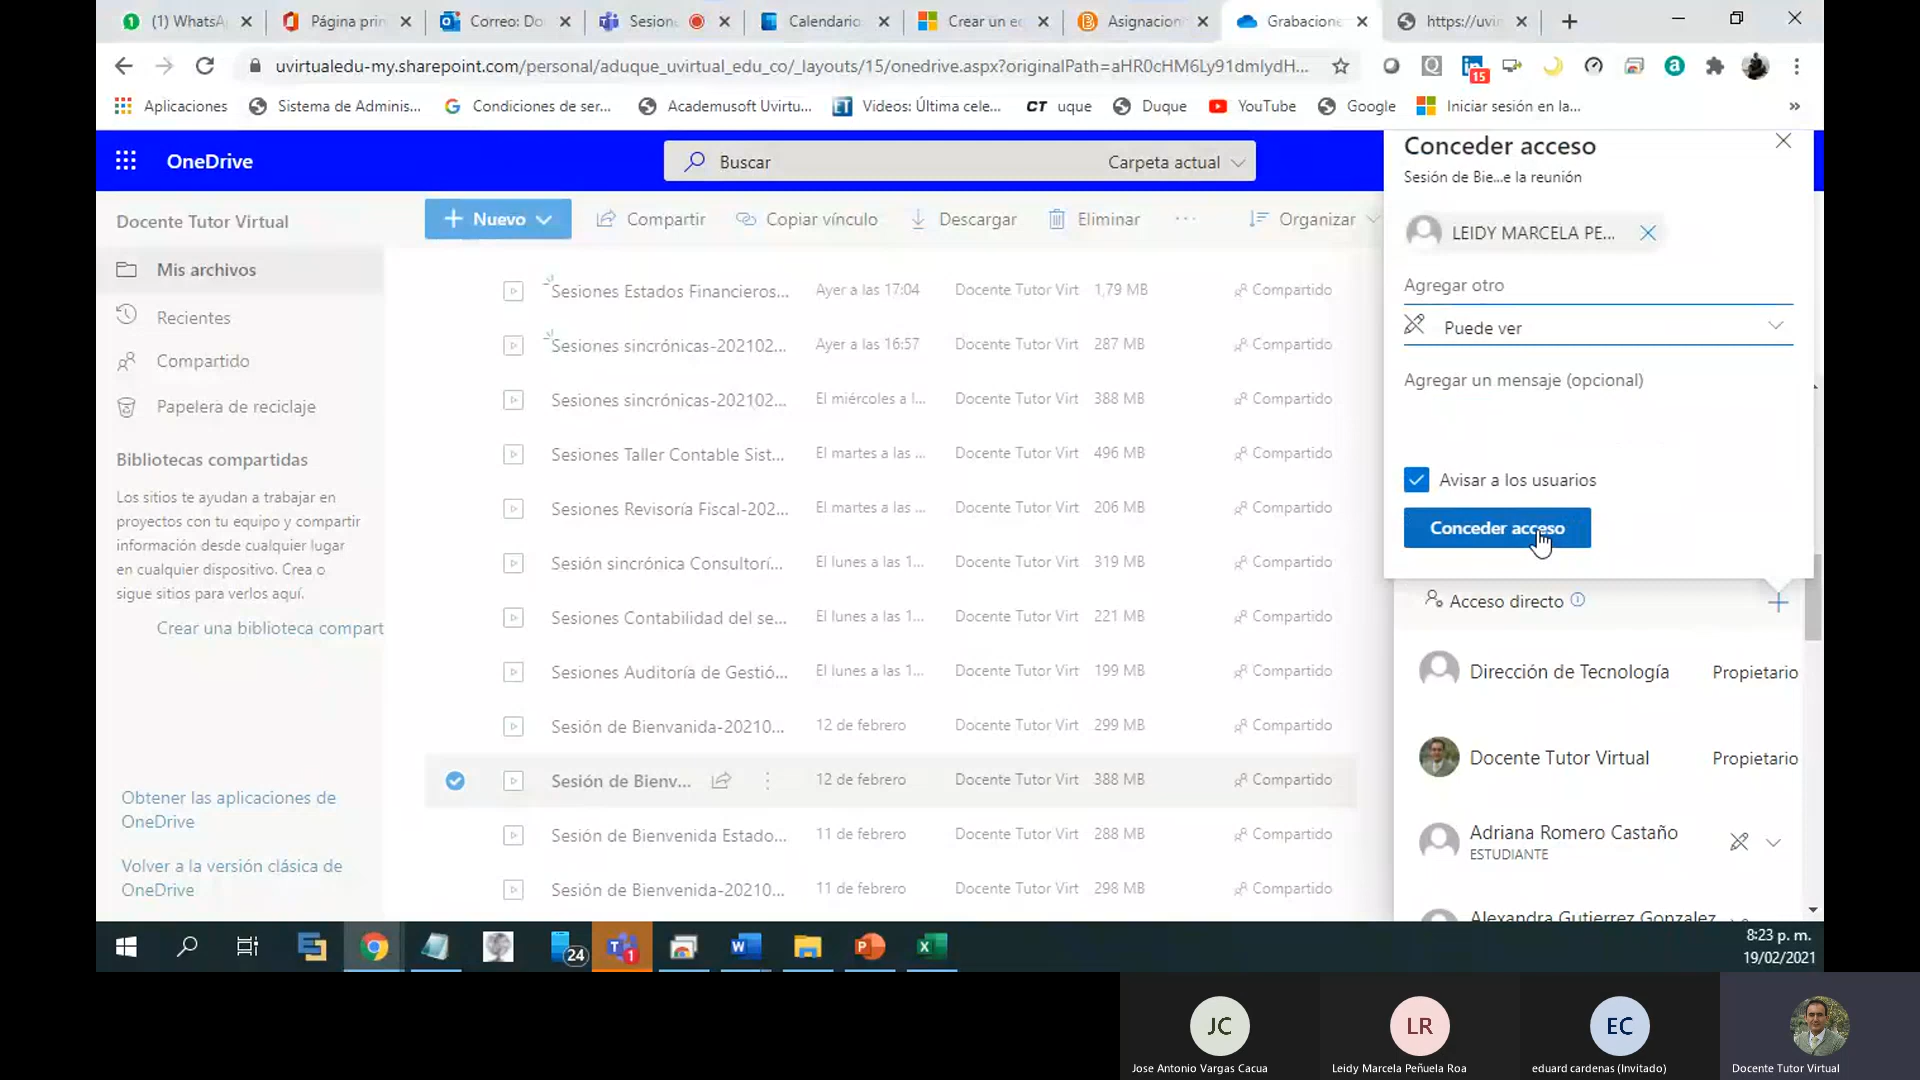 (1) WhatsA
Página prin
Correo: Do
Sesion
Calendario
Crear un e
Asignacion
Grabacione
https://uvir
uvirtualedu-my.sharepoint.com/personal/aduque_uvirtual_edu_co/_layouts/15/onedrive.aspx?originalPath=aHR0cHM6Ly91dmlydH...
15
Aplicaciones
Sistema de Adminis...
Condiciones de ser...
Academusoft Uvirtu...
Videos: Última cele...
CT uque
Duque
YouTube
Google
Iniciar sesión en la...
OneDrive
Buscar
Carpeta actual
Docente Tutor Virtual
Mis archivos
Recientes
Compartido
Papelera de reciclaje
Bibliotecas compartidas
Los sitios te ayudan a trabajar en
proyectos con tu equipo y compartir
información desde cualquier lugar
en cualquier dispositivo. Crea o
sigue sitios para verlos aquí.
Crear una biblioteca compart
Obtener las aplicaciones de
OneDrive
Volver a la versión clásica de
OneDrive
Nuevo
Compartir
Copiar vínculo
Descargar
Eliminar
Organizar
Sesiones Estados Financieros... Ayer a las 17:04 Docente Tutor Virt 1,79 MB Compartido
Sesiones sincrónicas-202102... Ayer a las 16:57 Docente Tutor Virt 287 MB Compartido
Sesiones sincrónicas-202102... El miércoles a l... Docente Tutor Virt 388 MB Compartido
Sesiones Taller Contable Sist... El martes a las ... Docente Tutor Virt 496 MB Compartido
Sesiones Revisoría Fiscal-202... El martes a las ... Docente Tutor Virt 206 MB Compartido
Sesión sincrónica Consultorí... El lunes a las 1... Docente Tutor Virt 319 MB Compartido
Sesiones Contabilidad del se... El lunes a las 1... Docente Tutor Virt 221 MB Compartido
Sesiones Auditoría de Gestió... El lunes a las 1... Docente Tutor Virt 199 MB Compartido
Sesión de Bienvanida-20210... 12 de febrero Docente Tutor Virt 299 MB Compartido
Sesión de Bienv... 12 de febrero Docente Tutor Virt 388 MB Compartido
Sesión de Bienvenida Estado... 11 de febrero Docente Tutor Virt 288 MB Compartido
Sesión de Bienvenida-20210... 11 de febrero Docente Tutor Virt 298 MB Compartido
Conceder acceso
Sesión de Bie...e la reunión
LEIDY MARCELA PE...
Agregar otro
Puede ver
Agregar un mensaje (opcional)
Avisar a los usuarios
Conceder acceso
Acceso directo
Dirección de Tecnología Propietario
Docente Tutor Virtual Propietario
Adriana Romero Castaño
ESTUDIANTE
Alexandra Gutierrez Gonzalez
24
1
8:23 p. m.
19/02/2021
JC
LR
EC
Jose Antonio Vargas Cacua
Leidy Marcela Peñuela Roa
eduard cardenas (Invitado)
Docente Tutor Virtual